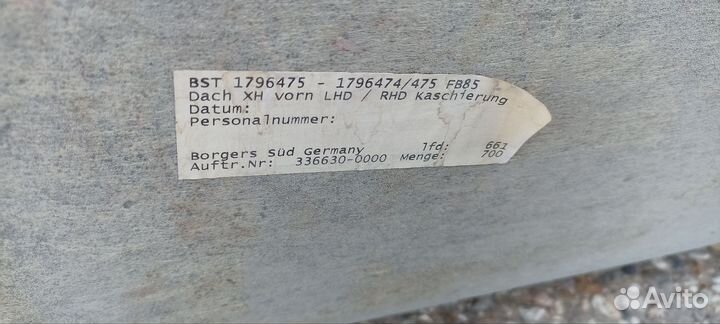 BST 1796475 - 1796474/475 FB85
Dach XH vorn LHD / RHD Kaschierung
Datum:
Personalnummer:
Borgers Süd Germany lfd: 661
Auftr.Nr: 336630-0000 Menge: 700
Avito